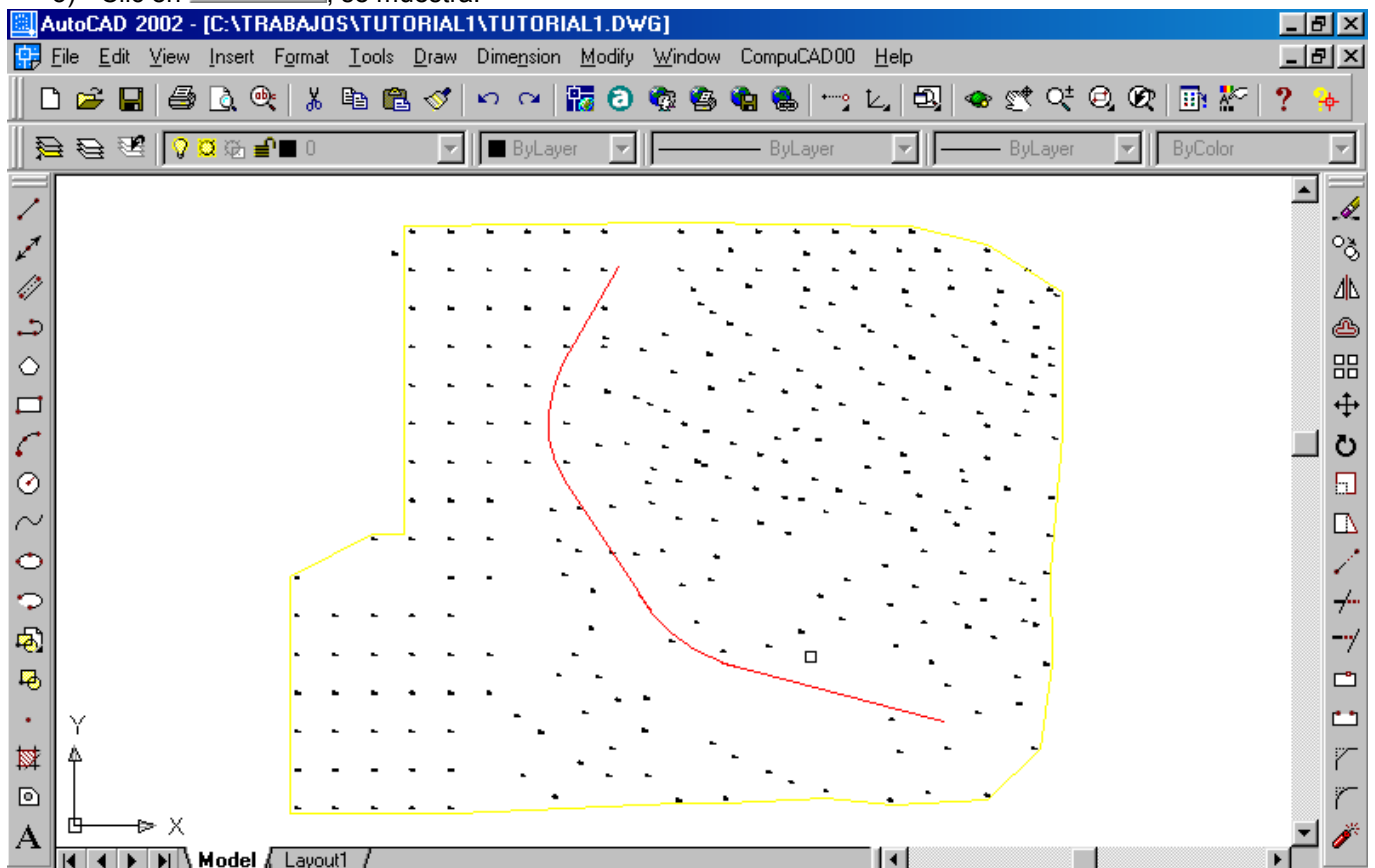 AutoCAD 2002 - [C:\TRABAJOS\TUTORIAL1\TUTORIAL1.DWG]
File Edit View Insert Format Tools Draw Dimension Modify Window CompuCAD00 Help
0 ByLayer ByLayer ByLayer ByColor
Y
X
A
Model Layout1